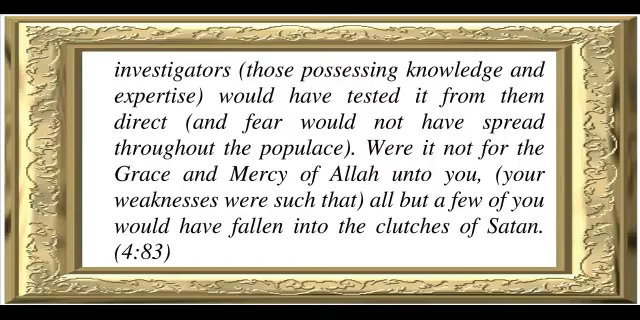 investigators (those possessing knowledge and
expertise) would have tested it from them
direct (and fear would not have spread
throughout the populace). Were it not for the
Grace and Mercy of Allah unto you, (your
weaknesses were such that) all but a few of you
would have fallen into the clutches of Satan.
(4:83)